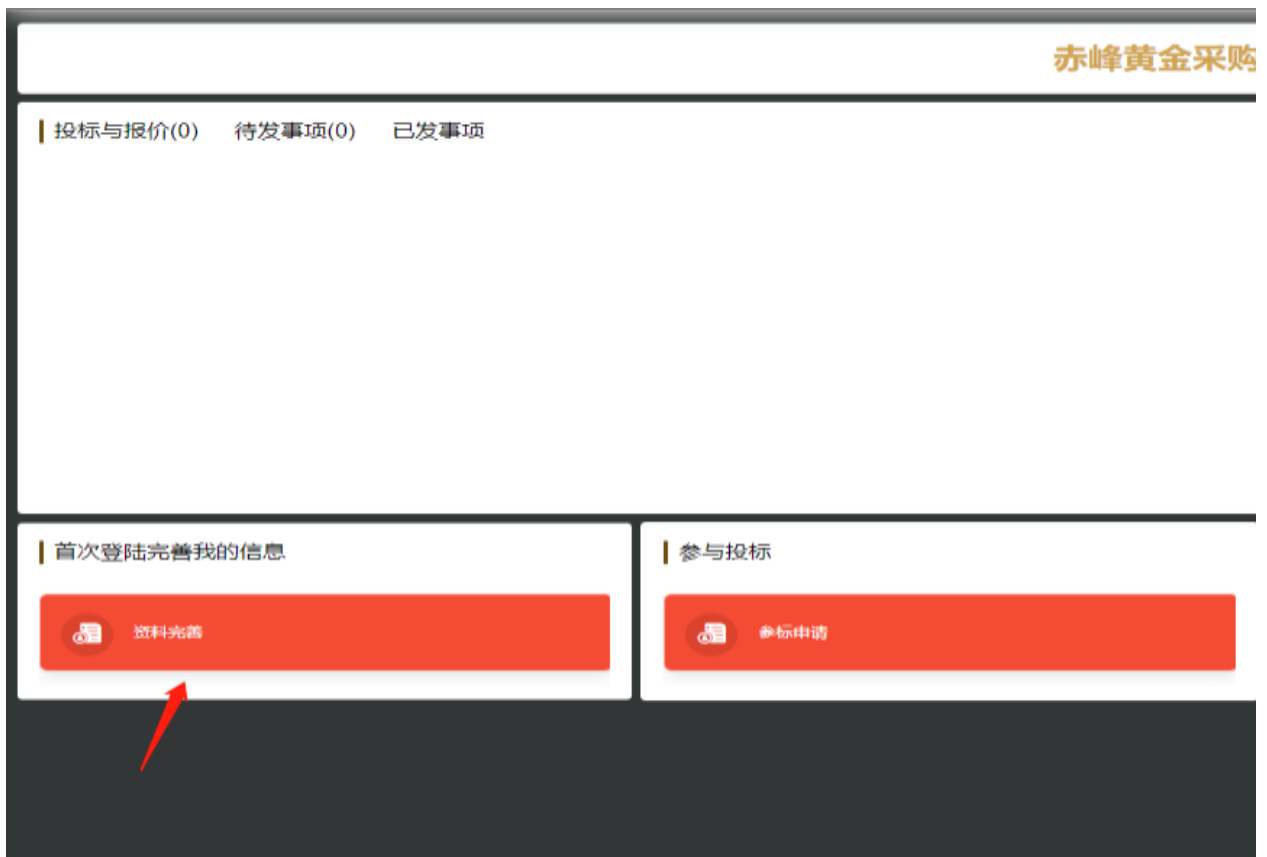 赤峰黄金采购
投标与报价(0) 待发事项(0) 已发事项
首次登陆完善我的信息 参与投标
资料完善 参标申请